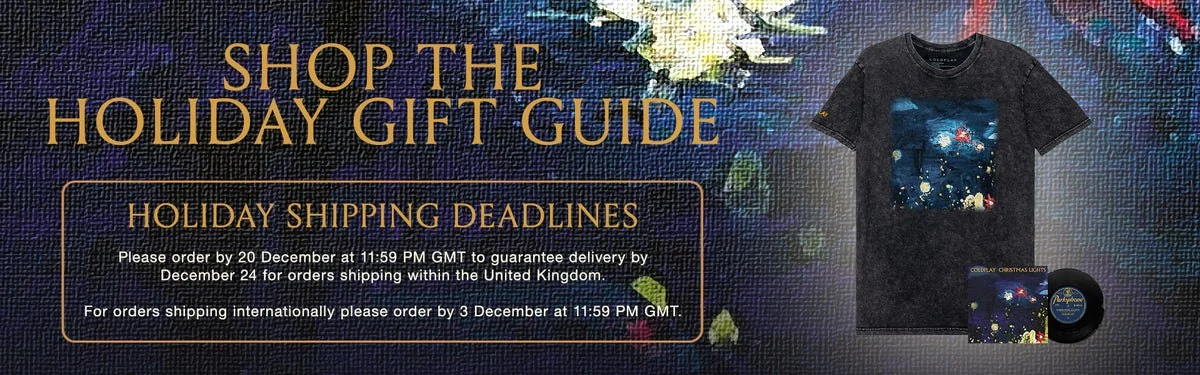 SHOP THE
HOLIDAY GIFT GUIDE
HOLIDAY SHIPPING DEADLINES
Please order by 20 December at 11:59 PM GMT to guarantee delivery by
December 24 for orders shipping within the United Kingdom.
For orders shipping internationally please order by 3 December at 11:59 PM GMT.
COLDPLAY
COLDPLAY CHRISTMAS LIGHTS
Parlophone